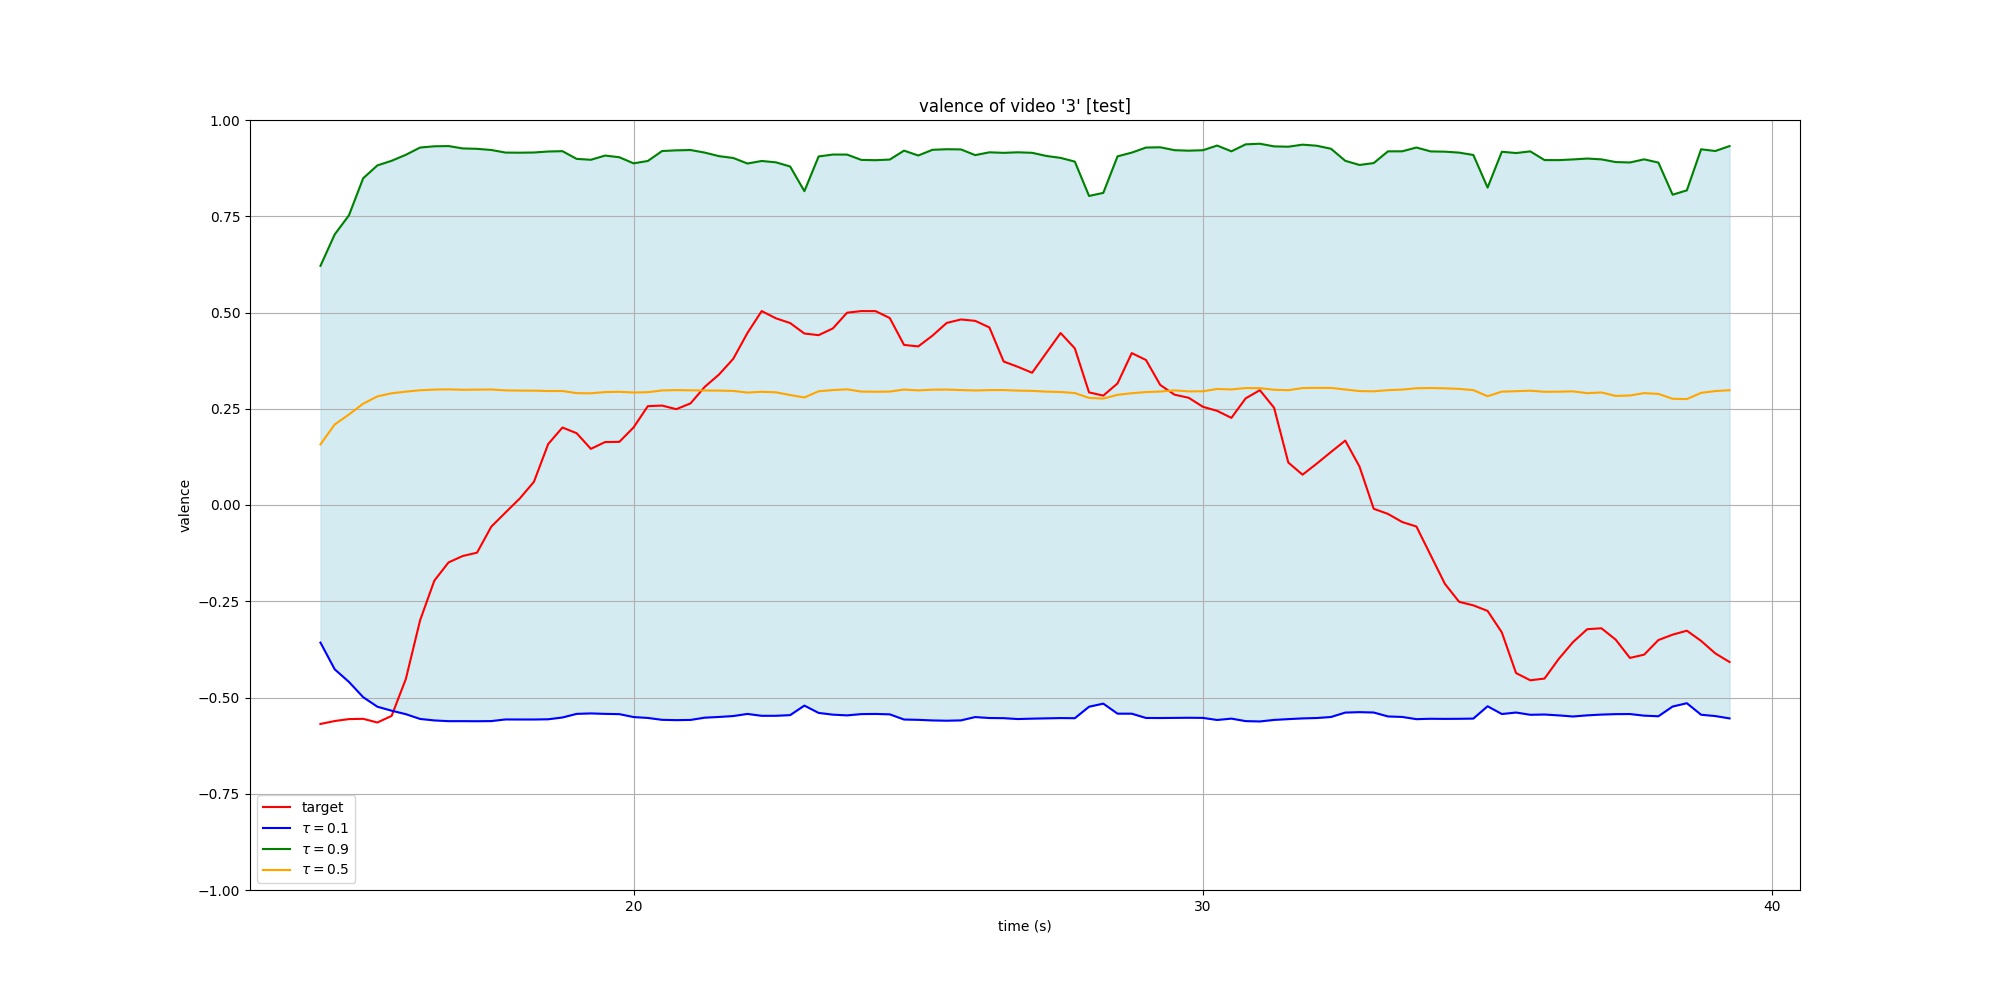 valence of video '3' [test]
1.00
0.75
0.50
0.25
0.00
−0.25
−0.50
−0.75
−1.00
valence
target
τ = 0.1
τ = 0.9
τ = 0.5
20
30
40
time (s)